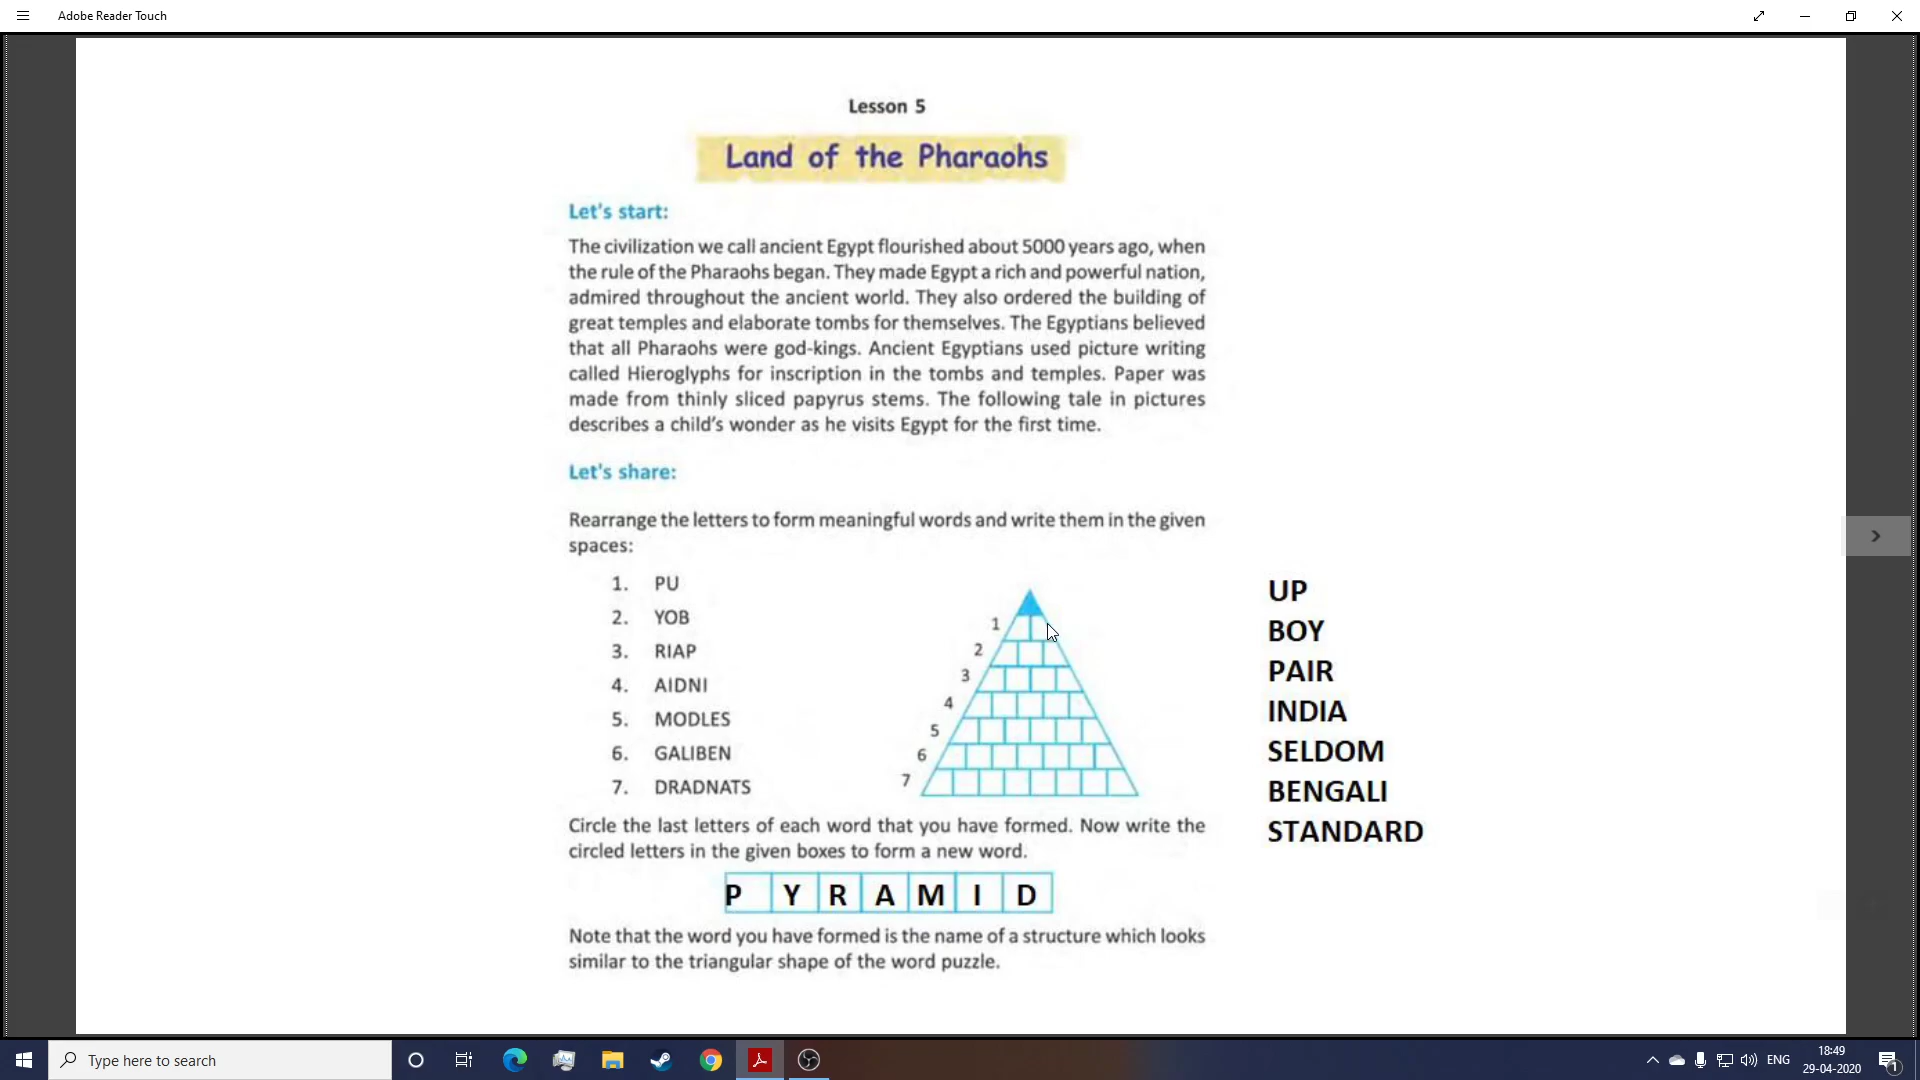 Adobe Reader Touch
Lesson 5
Land of the Pharaohs
Let's start:
The civilization we call ancient Egypt flourished about 5000 years ago, when
the rule of the Pharaohs began. They made Egypt a rich and powerful nation,
admired throughout the ancient world. They also ordered the building of
great temples and elaborate tombs for themselves. The Egyptians believed
that all Pharaohs were god-kings. Ancient Egyptians used picture writing
called Hieroglyphs for inscription in the tombs and temples. Paper was
made from thinly sliced papyrus stems. The following tale in pictures
describes a child's wonder as he visits Egypt for the first time.
Let's share:
Rearrange the letters to form meaningful words and write them in the given
spaces:
1. PU
2. YOB
3. RIAP
4. AIDNI
5. MODLES
6. GALIBEN
7. DRADNATS
1
2
3
4
5
6
7
UP
BOY
PAIR
INDIA
SELDOM
BENGALI
STANDARD
Circle the last letters of each word that you have formed. Now write the
circled letters in the given boxes to form a new word.
P Y R A M I D
Note that the word you have formed is the name of a structure which looks
similar to the triangular shape of the word puzzle.
Type here to search
ENG
18:49
29-04-2020
1